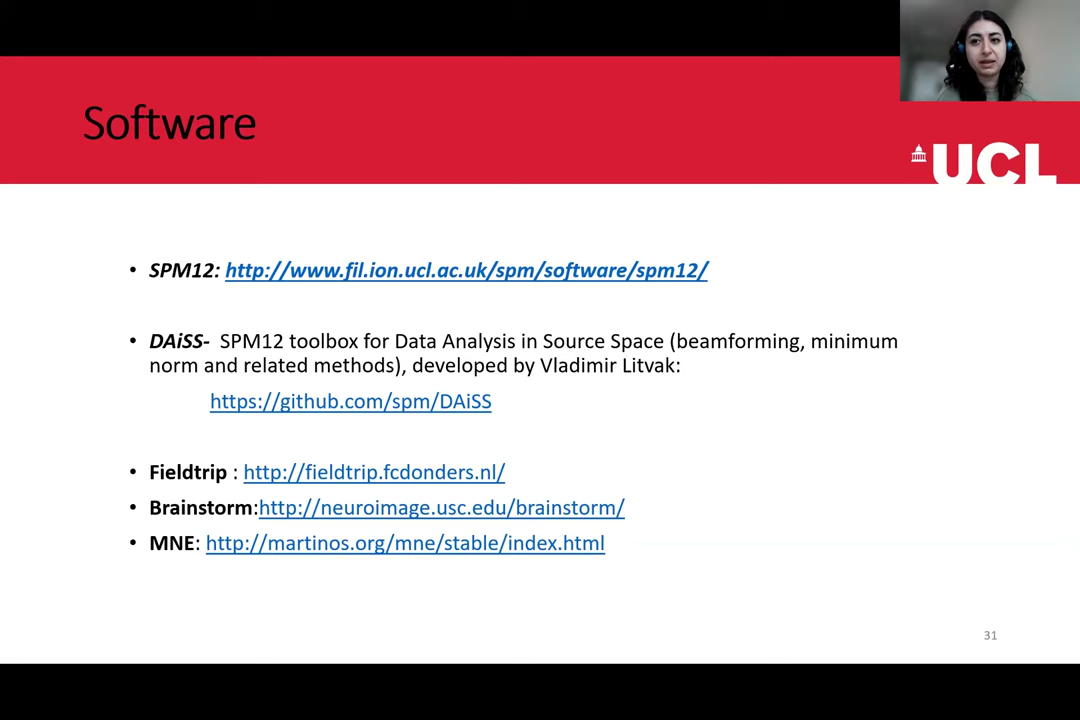 Software
UCL
• SPM12: http://www.fil.ion.ucl.ac.uk/spm/software/spm12/
• DAiSS- SPM12 toolbox for Data Analysis in Source Space (beamforming, minimum
norm and related methods), developed by Vladimir Litvak:
https://github.com/spm/DAiSS
• Fieldtrip : http://fieldtrip.fcdonders.nl/
• Brainstorm:http://neuroimage.usc.edu/brainstorm/
• MNE: http://martinos.org/mne/stable/index.html
31